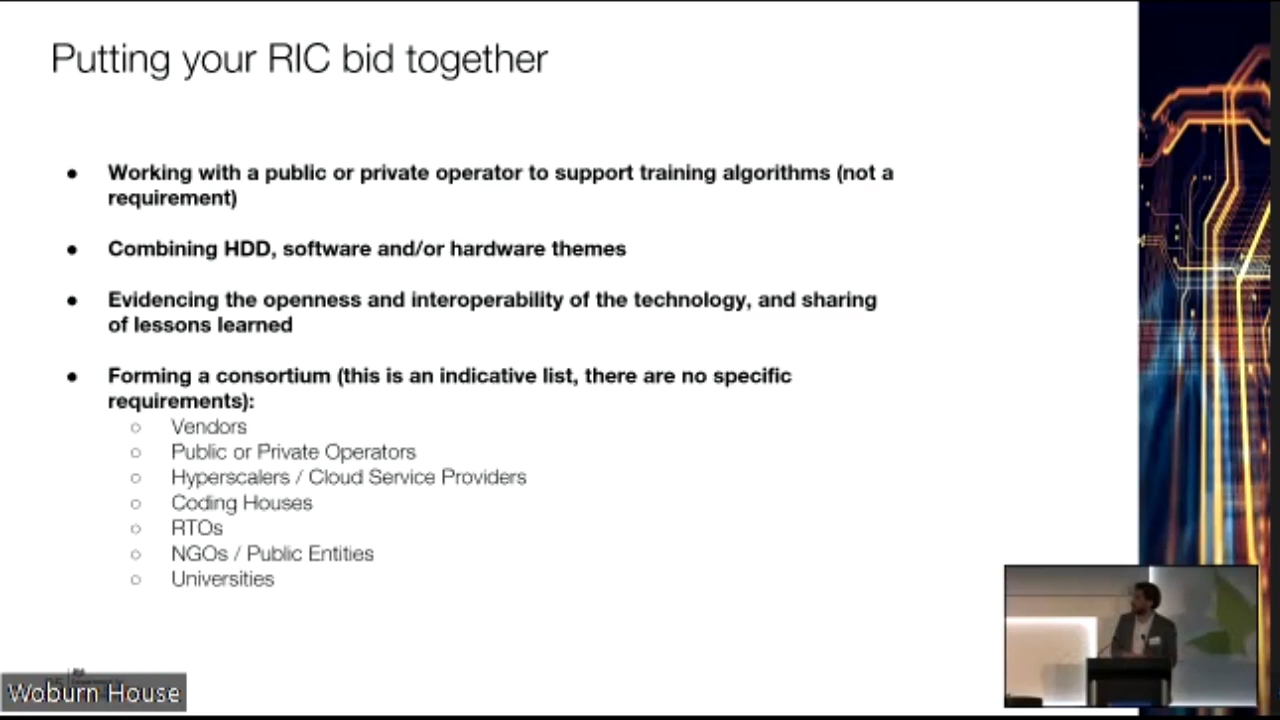 Putting your RIC bid together
● Working with a public or private operator to support training algorithms (not a
requirement)
● Combining HDD, software and/or hardware themes
● Evidencing the openness and interoperability of the technology, and sharing
of lessons learned
● Forming a consortium (this is an indicative list, there are no specific
requirements):
○ Vendors
○ Public or Private Operators
○ Hyperscalers / Cloud Service Providers
○ Coding Houses
○ RTOs
○ NGOs / Public Entities
○ Universities
Woburn House